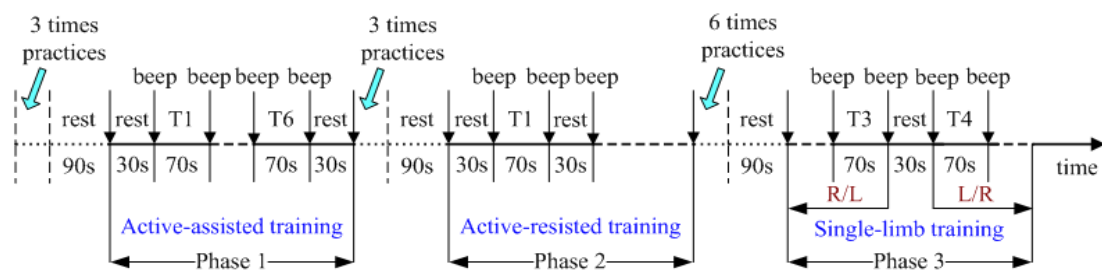 3 times
practices
3 times
practices
6 times
practices
beep beep beep beep
beep beep beep
beep beep beep beep
rest rest T1 T6 rest
rest rest T1 rest
rest T3 rest T4
90s 30s 70s 70s 30s
90s 30s 70s 30s
90s 70s 30s 70s
time
R/L L/R
Active-assisted training
Active-resisted training
Single-limb training
Phase 1
Phase 2
Phase 3